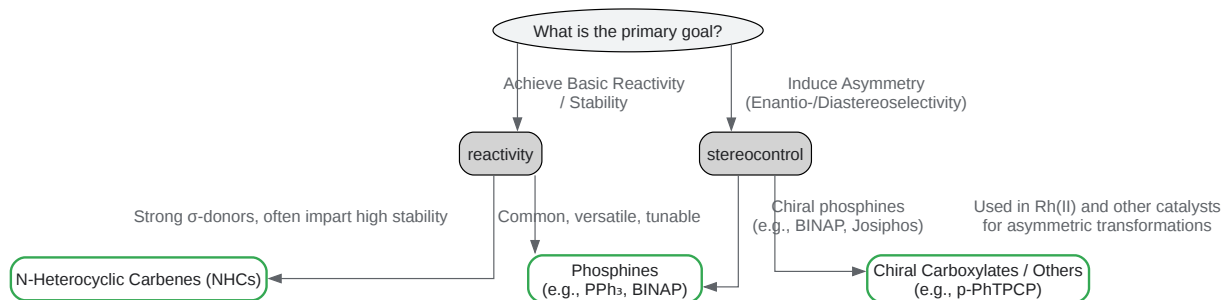 What is the primary goal?
Achieve Basic Reactivity
/ Stability
Induce Asymmetry
(Enantio-/Diastereoselectivity)
reactivity
stereocontrol
Strong σ-donors, often impart high stability
Common, versatile, tunable
Chiral phosphines
(e.g., BINAP, Josiphos)
Used in Rh(II) and other catalysts
for asymmetric transformations
N-Heterocyclic Carbenes (NHCs)
Phosphines
(e.g., PPh₃, BINAP)
Chiral Carboxylates / Others
(e.g., p-PhTPCP)